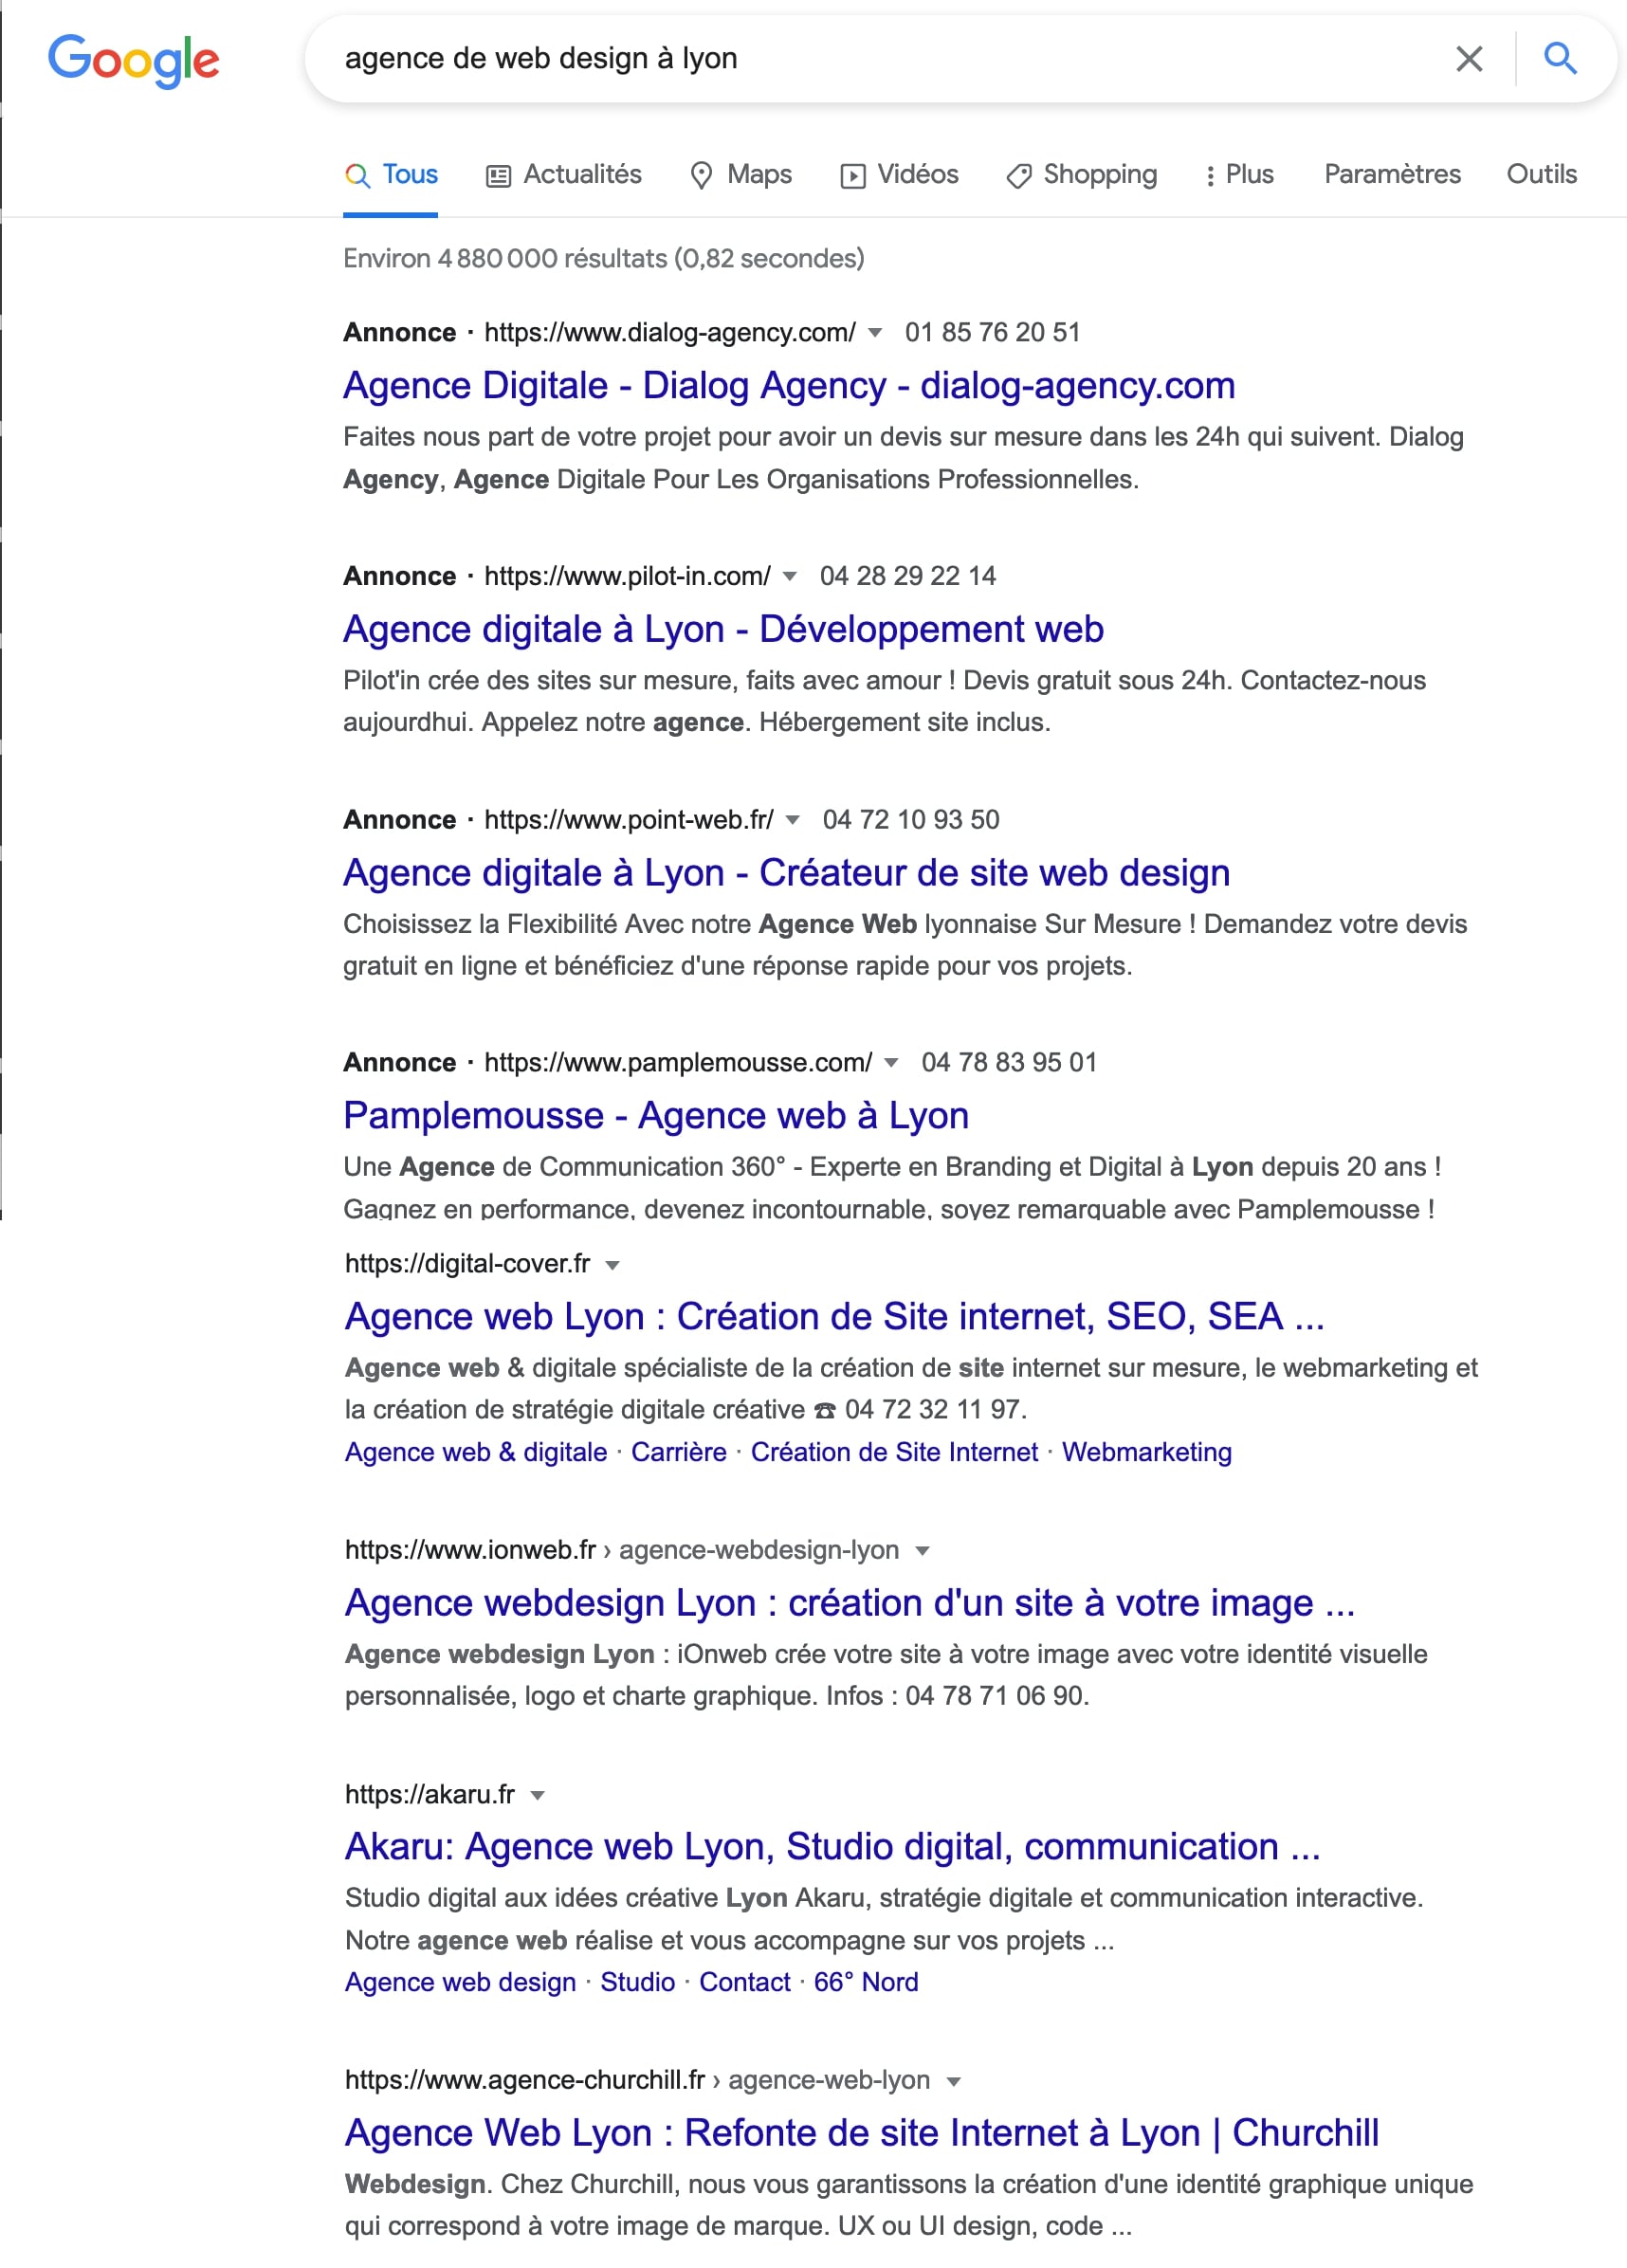 Google
agence de web design à lyon
Tous Actualités Maps Vidéos Shopping Plus Paramètres Outils
Environ 4 880 000 résultats (0,82 secondes)
Annonce · https://www.dialog-agency.com/ 01 85 76 20 51
Agence Digitale - Dialog Agency - dialog-agency.com
Faites nous part de votre projet pour avoir un devis sur mesure dans les 24h qui suivent. Dialog
Agency, Agence Digitale Pour Les Organisations Professionnelles.
Annonce · https://www.pilot-in.com/ 04 28 29 22 14
Agence digitale à Lyon - Développement web
Pilot'in crée des sites sur mesure, faits avec amour ! Devis gratuit sous 24h. Contactez-nous
aujourdhui. Appelez notre agence. Hébergement site inclus.
Annonce · https://www.point-web.fr/ 04 72 10 93 50
Agence digitale à Lyon - Créateur de site web design
Choisissez la Flexibilité Avec notre Agence Web lyonnaise Sur Mesure ! Demandez votre devis
gratuit en ligne et bénéficiez d'une réponse rapide pour vos projets.
Annonce · https://www.pamplemousse.com/ 04 78 83 95 01
Pamplemousse - Agence web à Lyon
Une Agence de Communication 360° - Experte en Branding et Digital à Lyon depuis 20 ans !
Gagnez en performance, devenez incontournable, soyez remarquable avec Pamplemousse !
https://digital-cover.fr
Agence web Lyon : Création de Site internet, SEO, SEA ...
Agence web & digitale spécialiste de la création de site internet sur mesure, le webmarketing et
la création de stratégie digitale créative ☎ 04 72 32 11 97.
Agence web & digitale · Carrière · Création de Site Internet · Webmarketing
https://www.ionweb.fr › agence-webdesign-lyon
Agence webdesign Lyon : création d'un site à votre image ...
Agence webdesign Lyon : iOnweb crée votre site à votre image avec votre identité visuelle
personnalisée, logo et charte graphique. Infos : 04 78 71 06 90.
https://akaru.fr
Akaru: Agence web Lyon, Studio digital, communication ...
Studio digital aux idées créative Lyon Akaru, stratégie digitale et communication interactive.
Notre agence web réalise et vous accompagne sur vos projets ...
Agence web design · Studio · Contact · 66° Nord
https://www.agence-churchill.fr › agence-web-lyon
Agence Web Lyon : Refonte de site Internet à Lyon | Churchill
Webdesign. Chez Churchill, nous vous garantissons la création d'une identité graphique unique
qui correspond à votre image de marque. UX ou UI design, code ...